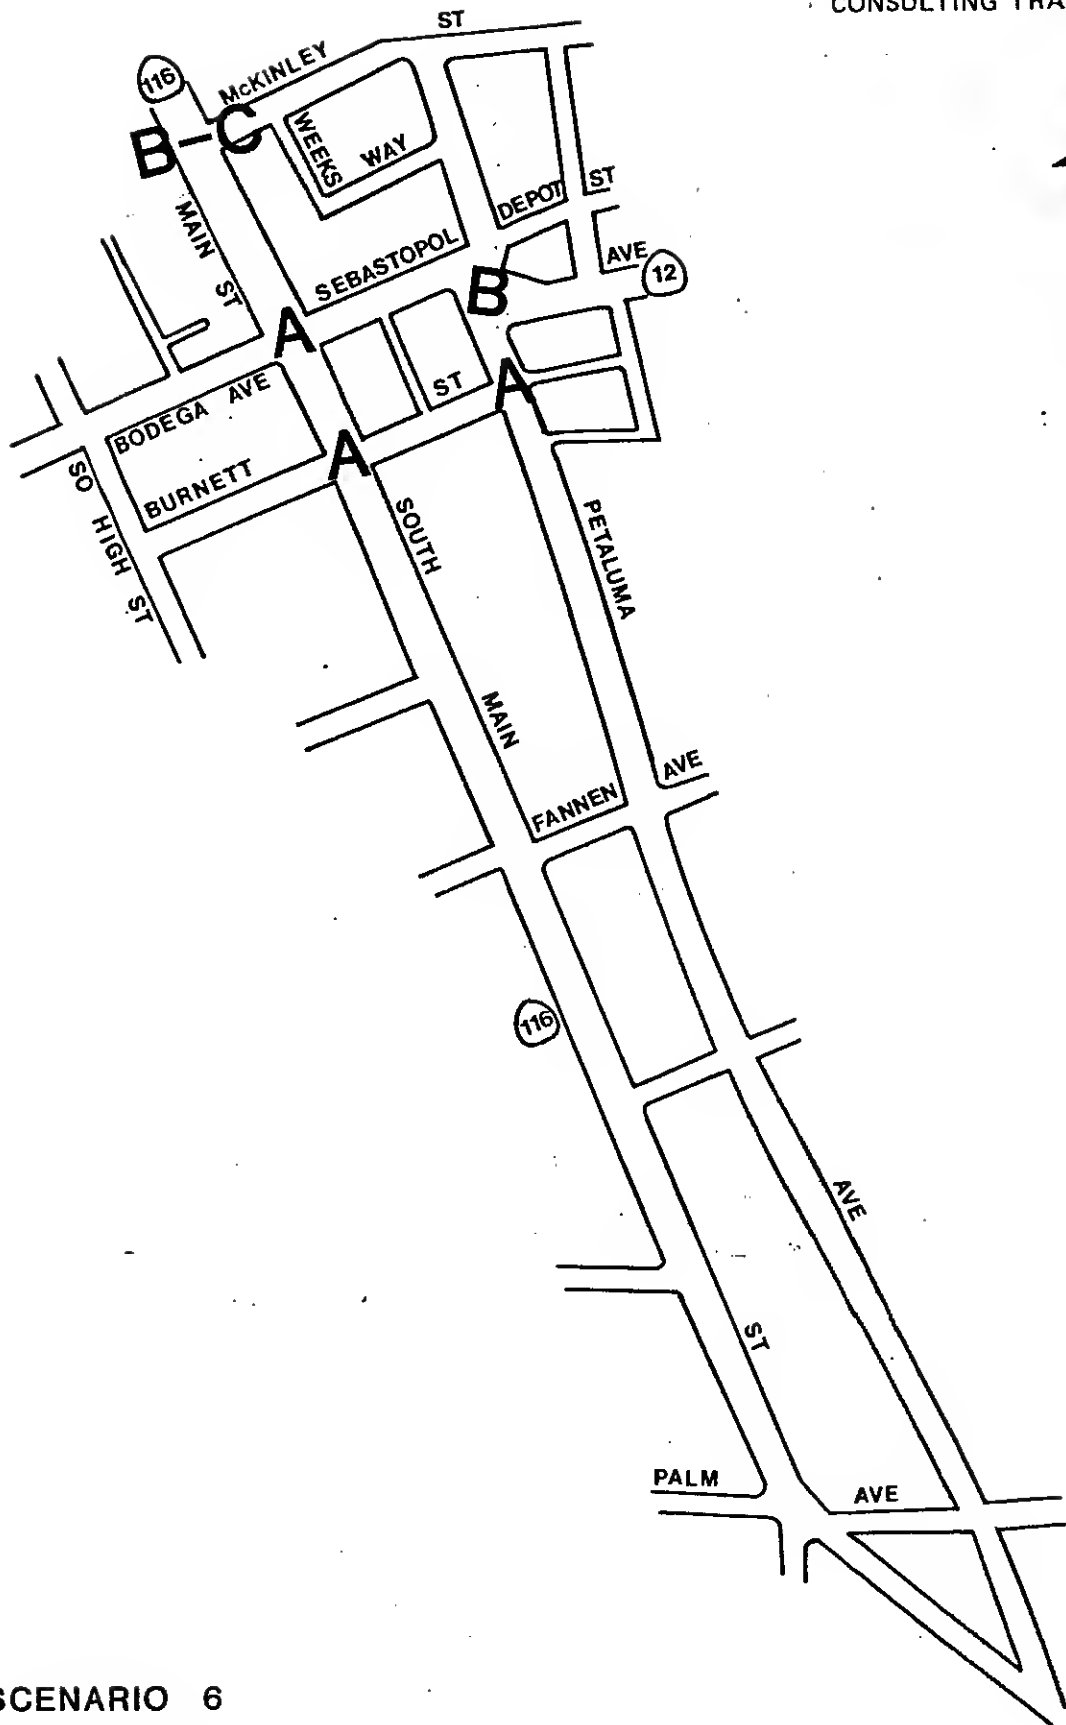 CONSULTING TRA
ST
McKINLEY
116
B-C
WEEKS
WAY
MAIN
ST
DEPOT
ST
SEBASTOPOL
AVE
12
B
A
A
ST
BODEGA AVE
A
BURNETT
SO
HIGH
ST
SOUTH
PETALUMA
MAIN
AVE
FANNEN
116
AVE
ST
PALM
AVE
SCENARIO 6